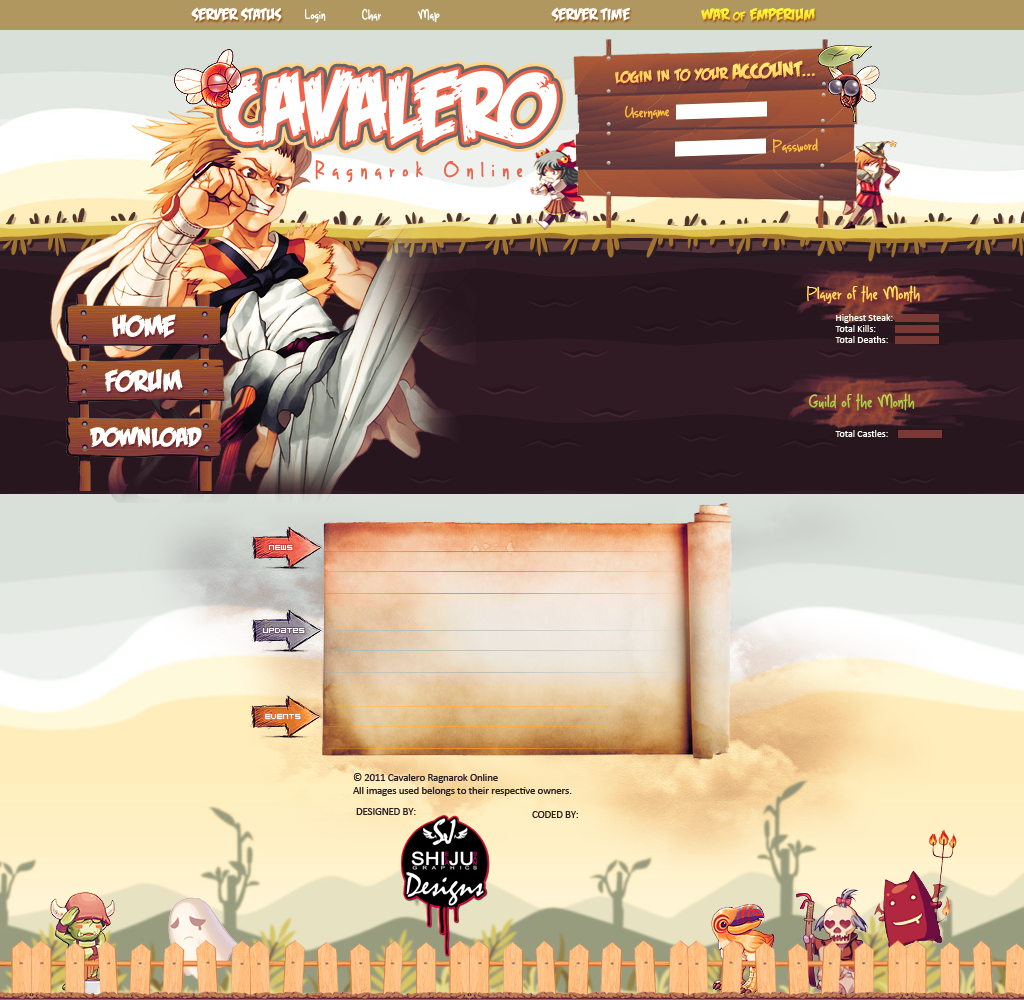 SERVER STATUS Login Char Map SERVER TIME WAR OF EMPERIUM
CAVALERO
Ragnarok Online
LOGIN IN TO YOUR ACCOUNT...
Username
Password
HOME
FORUM
DOWNLOAD
Player of the Month
Highest Steak:
Total Kills:
Total Deaths:
Guild of the Month
Total Castles:
NEWS
UPDATES
EVENTS
© 2011 Cavalero Ragnarok Online
All images used belongs to their respective owners.
DESIGNED BY:
CODED BY:
SJ
SHIJU
GRAPHICS
Designs